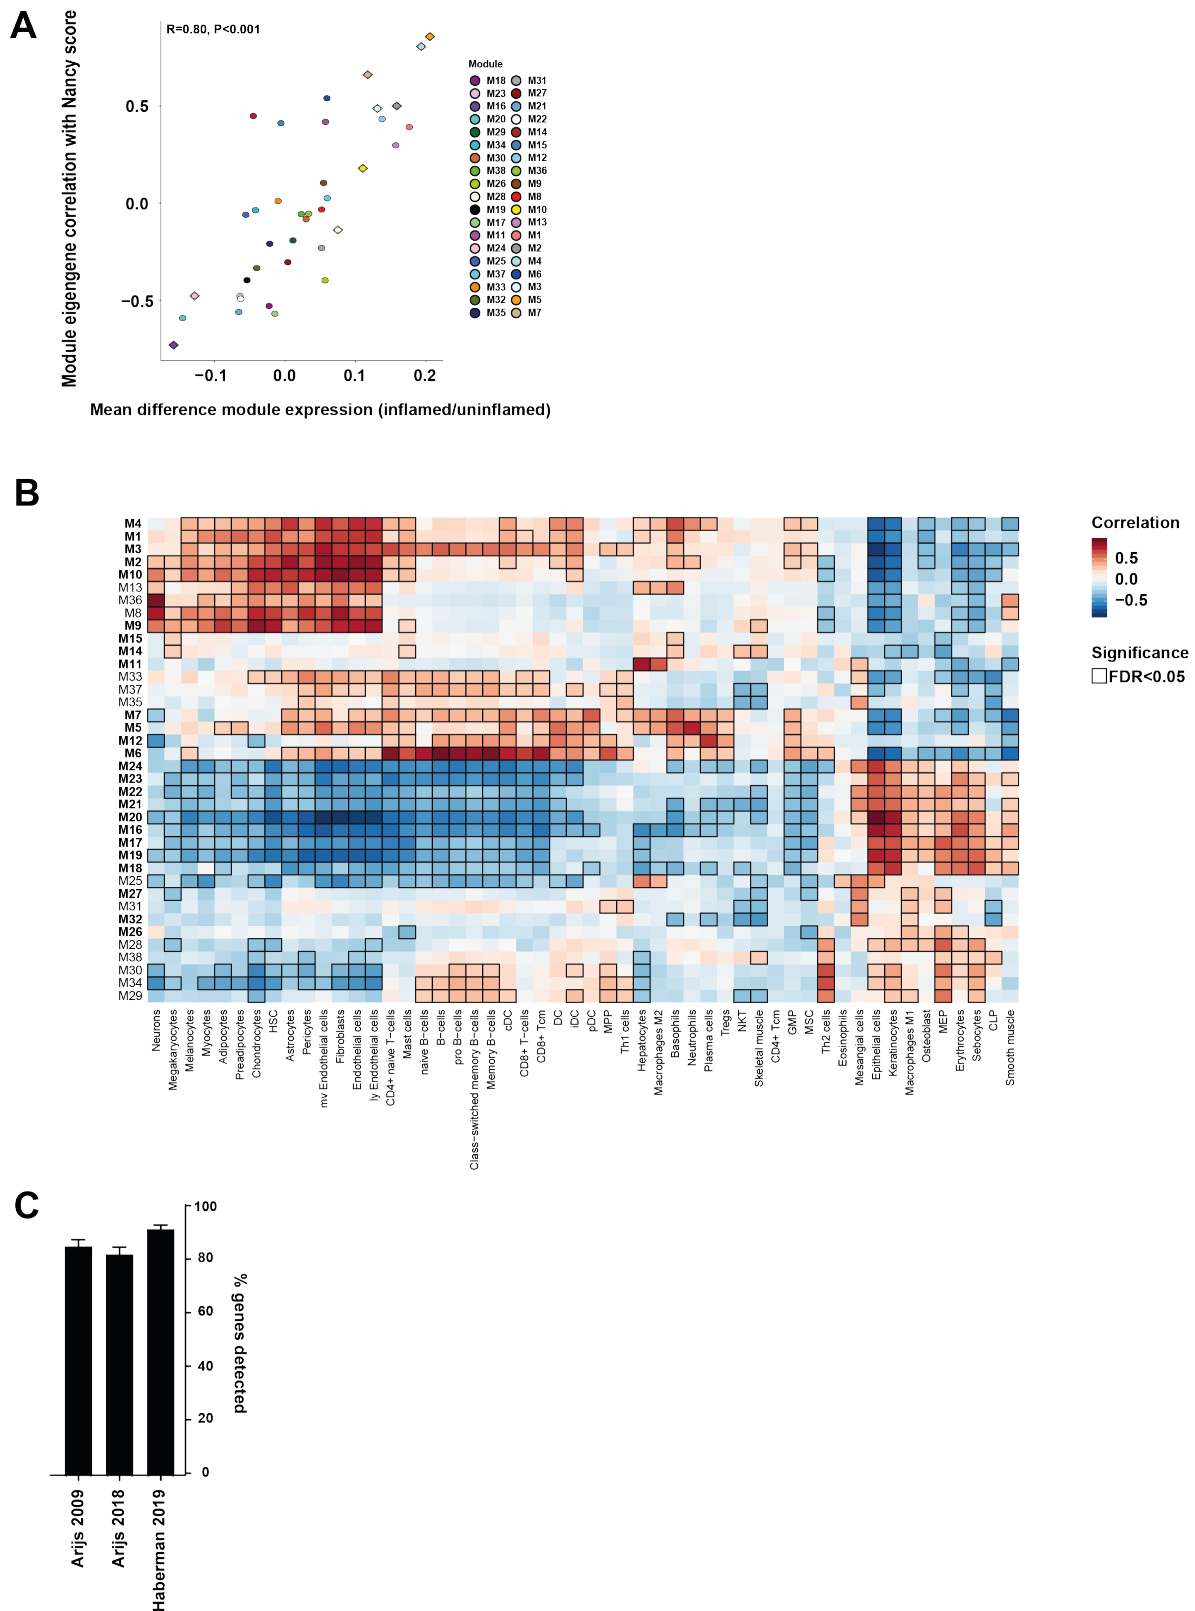 A
R=0.80, P<0.001
Module eigengene correlation with Nancy score
0.5
0.0
−0.5
−0.1
0.0
0.1
0.2
Mean difference module expression (inflamed/uninflamed)
Module
M18 M31
M23 M27
M16 M21
M20 M22
M29 M14
M34 M15
M30 M12
M38 M36
M26 M9
M28 M8
M19 M10
M17 M13
M11 M1
M24 M2
M25 M4
M37 M6
M33 M3
M32 M5
M35 M7
B
M4
M1
M3
M2
M10
M13
M36
M8
M9
M15
M14
M11
M33
M37
M35
M7
M5
M12
M6
M24
M23
M22
M21
M20
M16
M17
M19
M18
M25
M27
M31
M32
M26
M28
M38
M30
M34
M29
Neurons
Megakaryocytes
Melanocytes
Myocytes
Adipocytes
Preadipocytes
Chondrocytes
HSC
Astrocytes
Pericytes
mv Endothelial cells
Fibroblasts
Endothelial cells
ly Endothelial cells
CD4+ naive T−cells
Mast cells
naive B−cells
B−cells
pro B−cells
Class−switched memory B−cells
Memory B−cells
cDC
CD8+ T−cells
CD8+ Tcm
DC
iDC
pDC
MPP
Th1 cells
Hepatocytes
Macrophages M2
Basophils
Neutrophils
Plasma cells
Tregs
NKT
Skeletal muscle
CD4+ Tcm
GMP
MSC
Th2 cells
Eosinophils
Mesangial cells
Epithelial cells
Keratinocytes
Macrophages M1
Osteoblast
MEP
Erythrocytes
Sebocytes
CLP
Smooth muscle
Correlation
0.5
0.0
−0.5
Significance
FDR<0.05
C
100
80
60
40
20
0
% genes detected
Arijs 2009
Arijs 2018
Haberman 2019